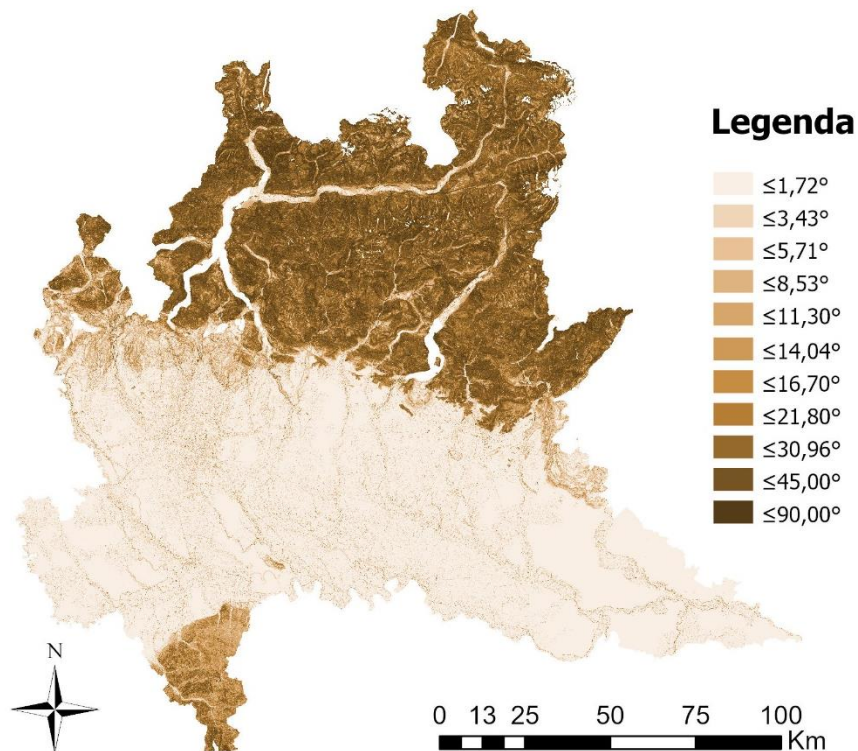 Legenda
≤1,72°
≤3,43°
≤5,71°
≤8,53°
≤11,30°
≤14,04°
≤16,70°
≤21,80°
≤30,96°
≤45,00°
≤90,00°
N
0 13 25 50 75 100
Km